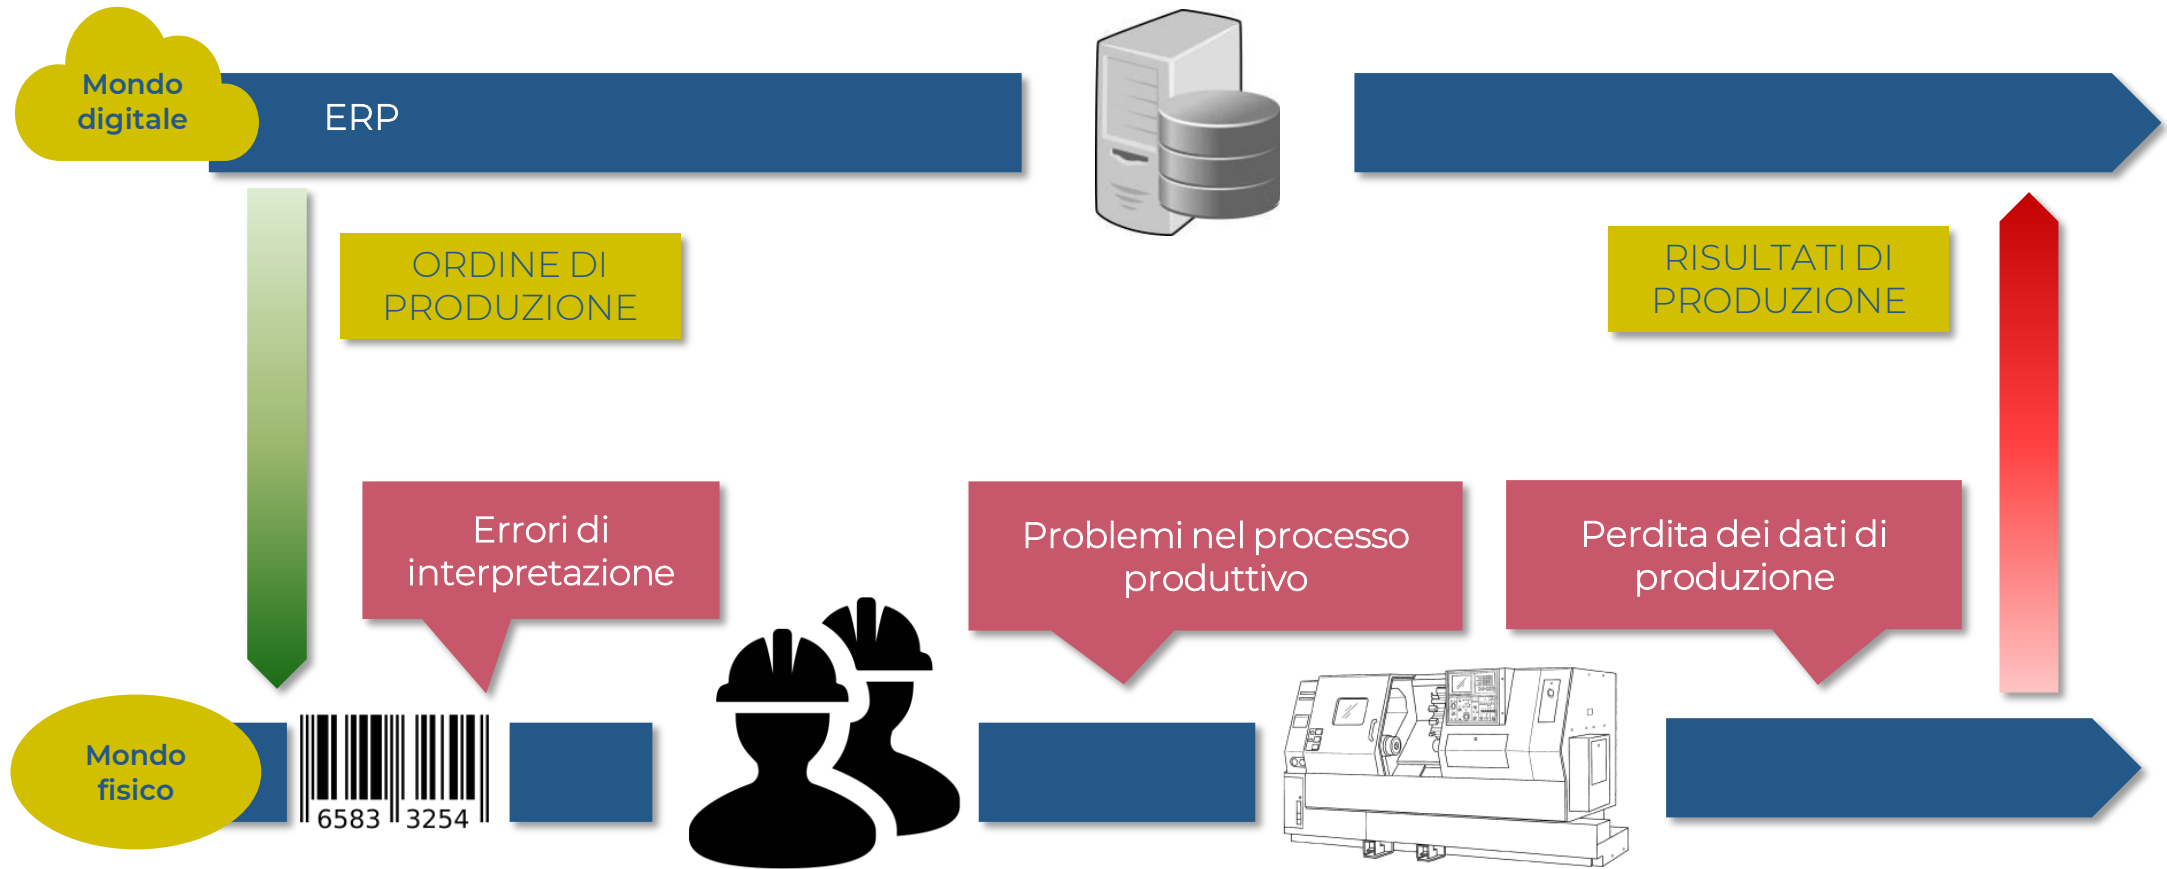 Mondo
digitale
ERP
ORDINE DI
PRODUZIONE
RISULTATI DI
PRODUZIONE
Errori di
interpretazione
Problemi nel processo
produttivo
Perdita dei dati di
produzione
Mondo
fisico
6583 3254